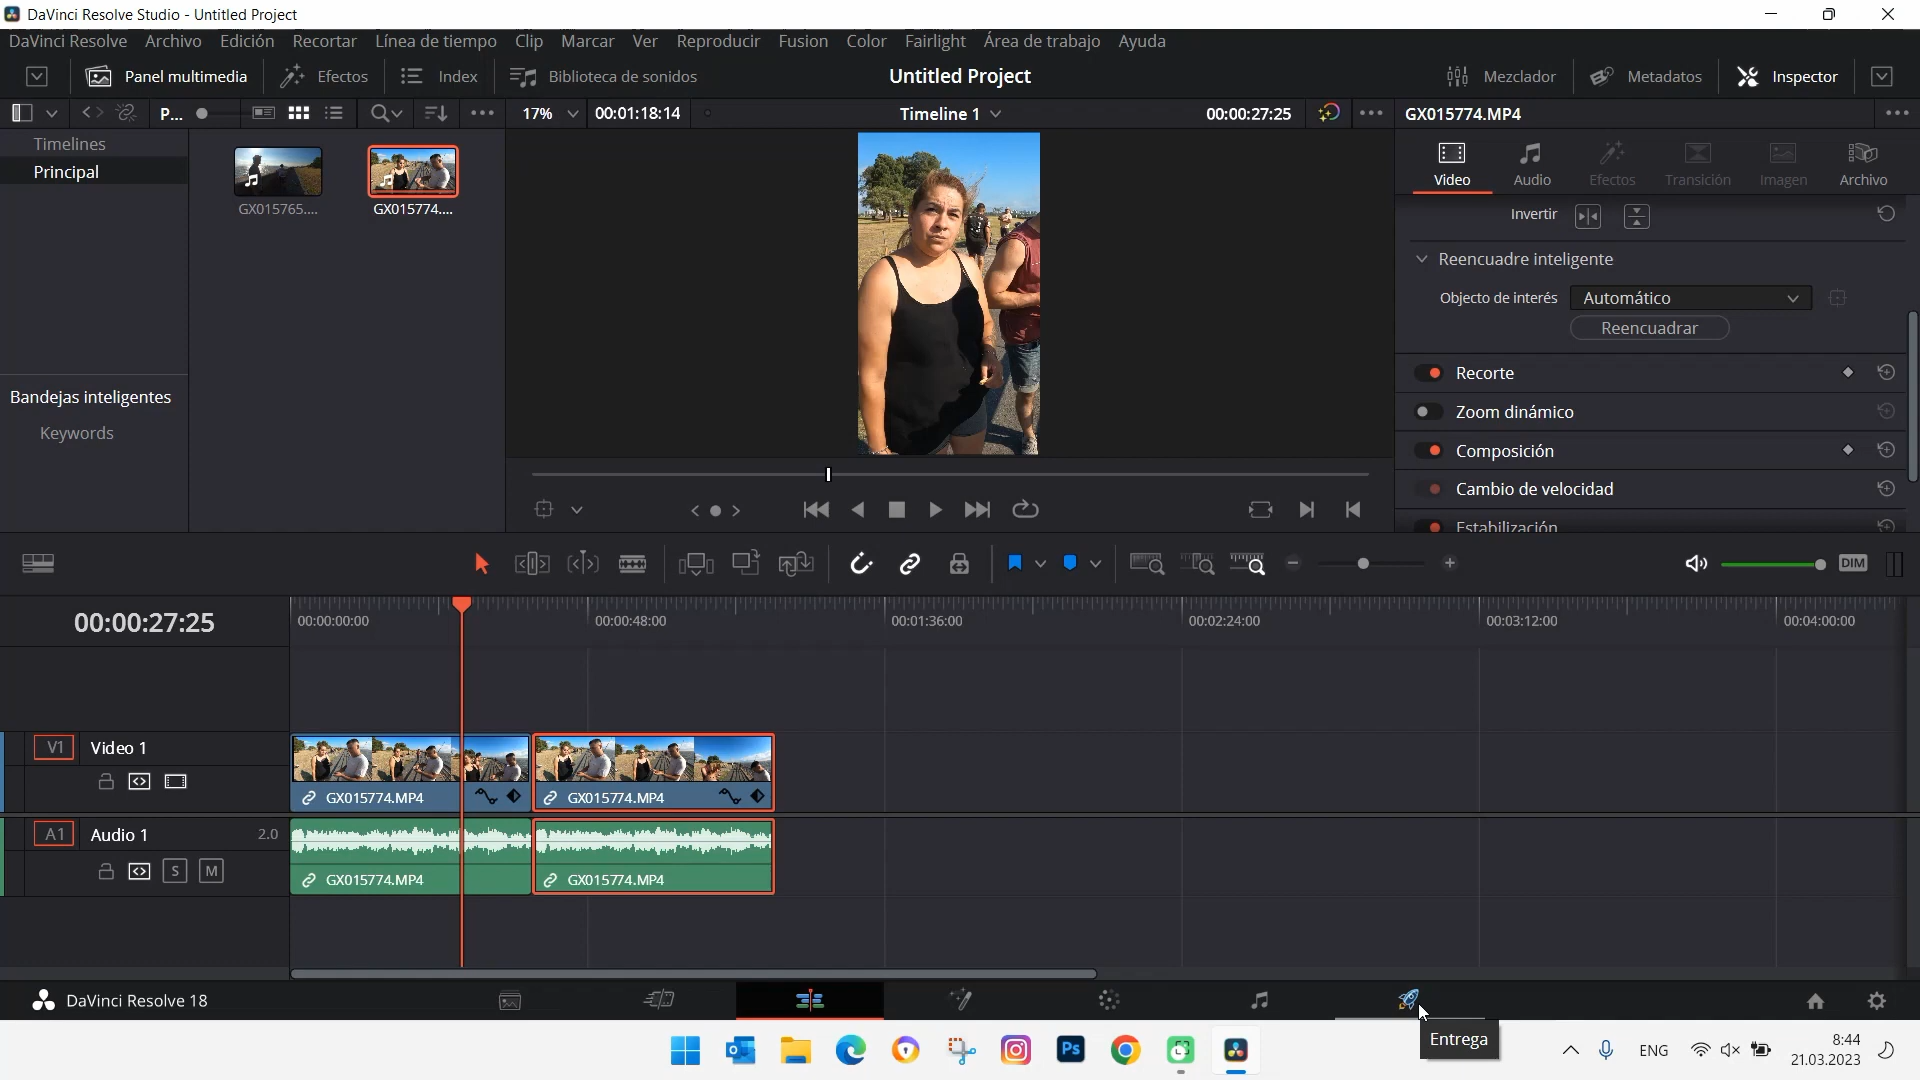 DaVinci Resolve Studio - Untitled Project
DaVinci Resolve Archivo Edición Recortar Línea de tiempo Clip Marcar Ver Reproducir Fusion Color Fairlight Área de trabajo Ayuda
Panel multimedia Efectos Index Biblioteca de sonidos Untitled Project Mezclador Metadatos Inspector
P... 17% 00:01:18:14 Timeline 1 00:00:27:25 GX015774.MP4
Timelines
Principal
GX015765.... GX015774....
Video Audio Efectos Transición Imagen Archivo
Invertir
Reencuadre inteligente
Objecto de interés Automático
Reencuadrar
Recorte
Zoom dinámico
Composición
Cambio de velocidad
Estabilización
Bandejas inteligentes
Keywords
DIM
00:00:27:25
00:00:00:00 00:00:48:00 00:01:36:00 00:02:24:00 00:03:12:00 00:04:00:00
V1 Video 1
GX015774.MP4 GX015774.MP4
A1 Audio 1 2.0
S M
GX015774.MP4 GX015774.MP4
DaVinci Resolve 18
Entrega
Ps
ENG
8:44
21.03.2023